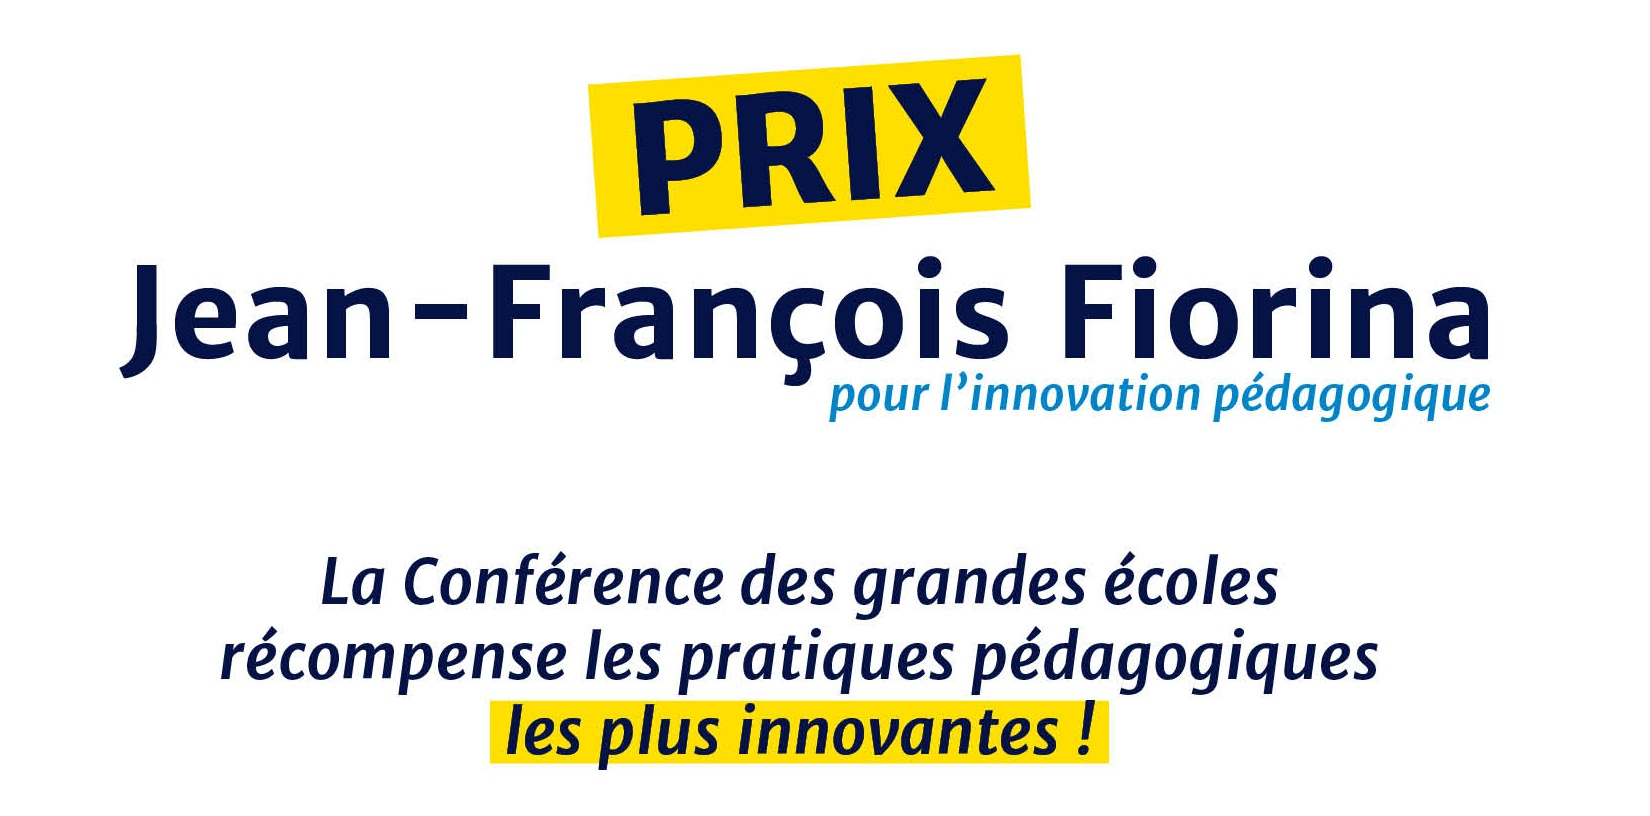 PRIX
Jean-François Fiorina
pour l’innovation pédagogique
La Conférence des grandes écoles
récompense les pratiques pédagogiques
les plus innovantes !